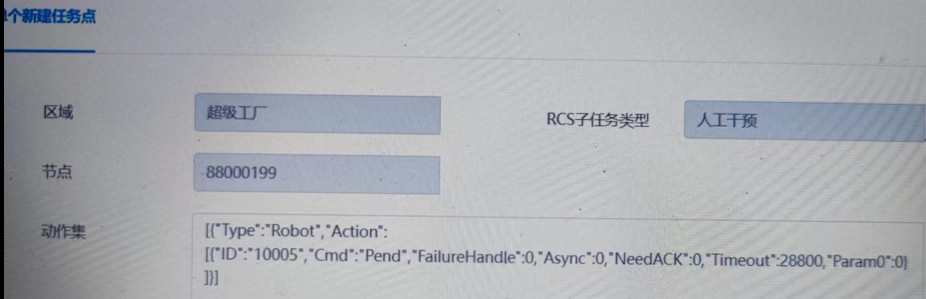 个新建任务点
区域
超级工厂
RCS子任务类型
人工干预
节点
88000199
动作集
[{"Type":"Robot","Action":
[{"ID":"10005","Cmd":"Pend","FailureHandle":0,"Async":0,"NeedACK":0,"Timeout":28800,"Param0":0}
]}]